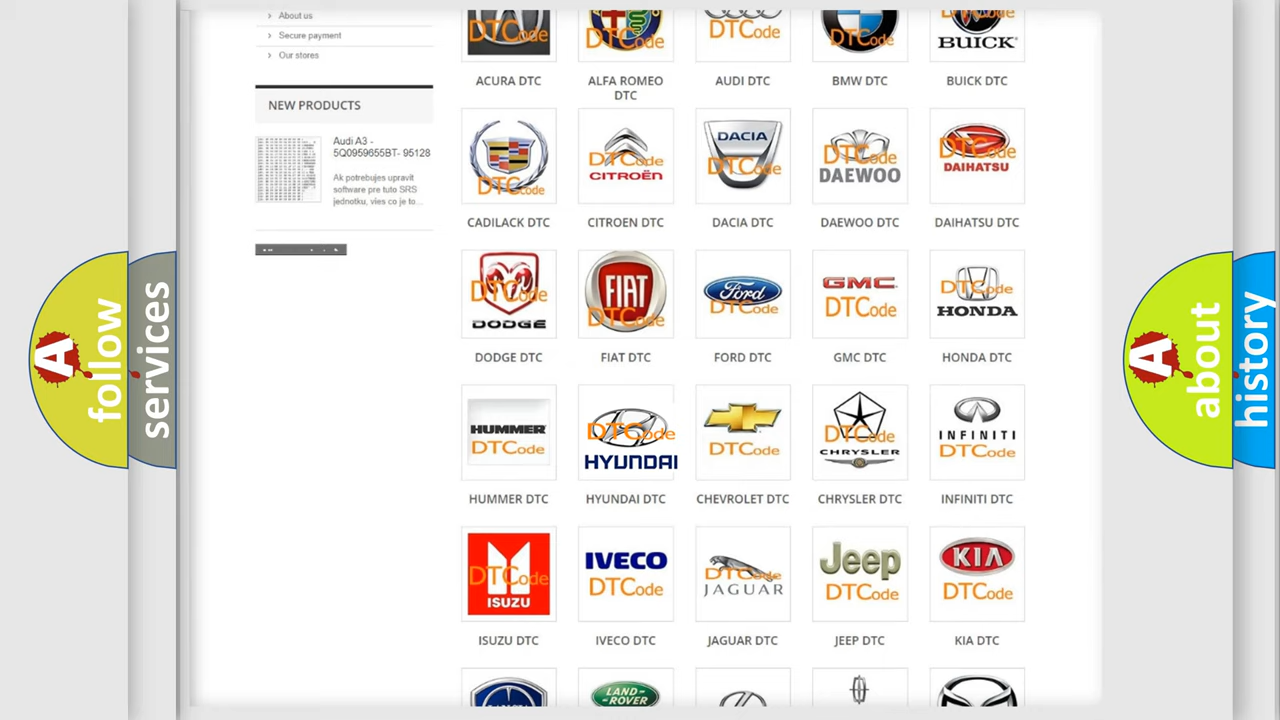 About us
Secure payment
Our stores
NEW PRODUCTS
Audi A3 -
5Q0959655BT- 95128
Ak potrebujes upravit
software pre tuto SRS
jednotku, vies co je to...
DTCode
DTCode
DTCode
DTCode
BUICK
ACURA DTC
ALFA ROMEO
DTC
AUDI DTC
BMW DTC
BUICK DTC
DTCode
DTCode
CITROËN
DACIA
DTCode
DTCode
DAEWOO
DTCode
DAIHATSU
CADILACK DTC
CITROEN DTC
DACIA DTC
DAEWOO DTC
DAIHATSU DTC
DTCode
DODGE
FIAT
DTCode
Ford
DTCode
GMC
DTCode
DTCode
HONDA
DODGE DTC
FIAT DTC
FORD DTC
GMC DTC
HONDA DTC
HUMMER
DTCode
DTCode
HYUNDAI
DTCode
DTCode
CHRYSLER
INFINITI
DTCode
HUMMER DTC
HYUNDAI DTC
CHEVROLET DTC
CHRYSLER DTC
INFINITI DTC
DTCode
ISUZU
IVECO
DTCode
DTCode
JAGUAR
Jeep
DTCode
KIA
DTCode
ISUZU DTC
IVECO DTC
JAGUAR DTC
JEEP DTC
KIA DTC
LAND-
ROVER
A
follow
services
A
about
history